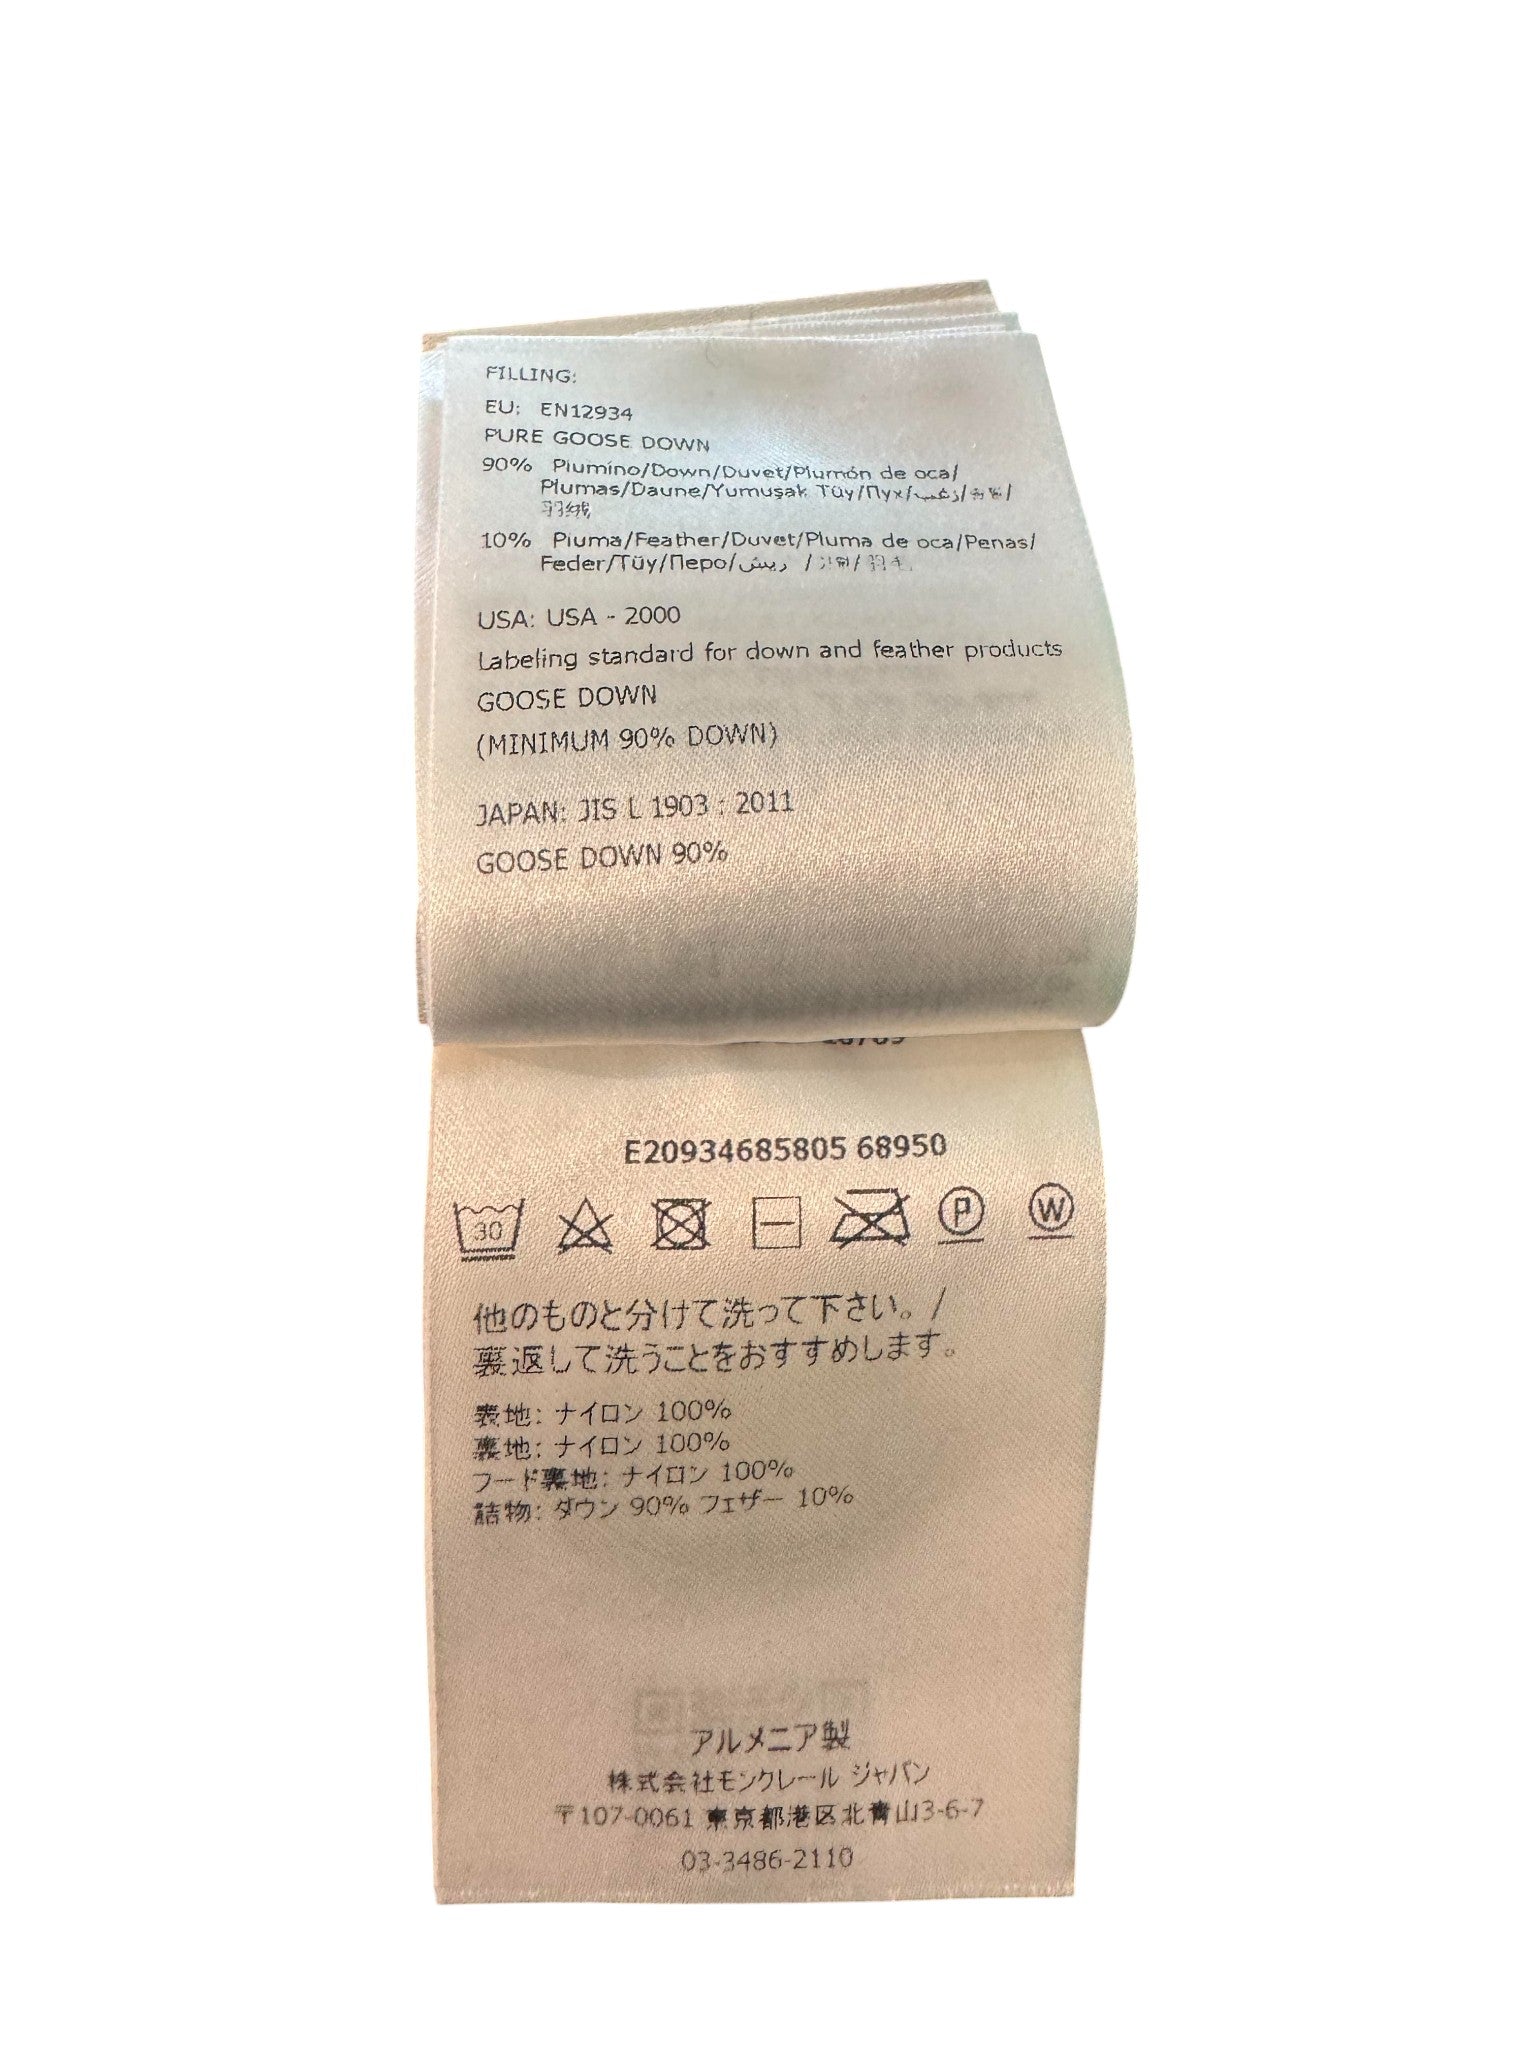 FILLING:
EU: EN12934
PURE GOOSE DOWN
90% Piumino/Down/Duvet/Plumón de oca/
Plumas/Daune/Yumuşak Tüy/Пух/زغب/
羽绒
10% Piuma/Feather/Duvet/Pluma de oca/Penas/
Feder/Tüy/Перо/ريش /
USA: USA - 2000
Labeling standard for down and feather products
GOOSE DOWN
(MINIMUM 90% DOWN)
JAPAN: JIS L 1903 : 2011
GOOSE DOWN 90%
E20934685805 68950
30
P
W
他のものと分けて洗って下さい。/
裏返して洗うことをおすすめします。
表地: ナイロン 100%
裏地: ナイロン 100%
フード裏地: ナイロン 100%
詰物: ダウン 90% フェザー 10%
アルメニア製
株式会社モンクレール ジャパン
〒107-0061 東京都港区北青山3-6-7
03-3486-2110